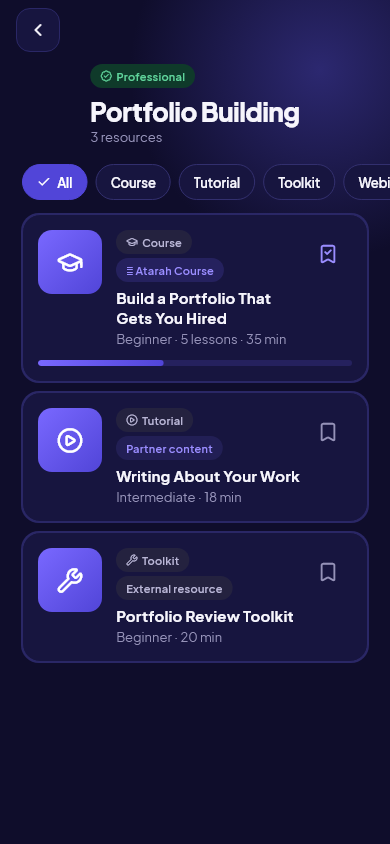 Professional
Portfolio Building
3 resources
All
Course
Tutorial
Toolkit
Webi
Course
Atarah Course
Build a Portfolio That
Gets You Hired
Beginner · 5 lessons · 35 min
Tutorial
Partner content
Writing About Your Work
Intermediate · 18 min
Toolkit
External resource
Portfolio Review Toolkit
Beginner · 20 min